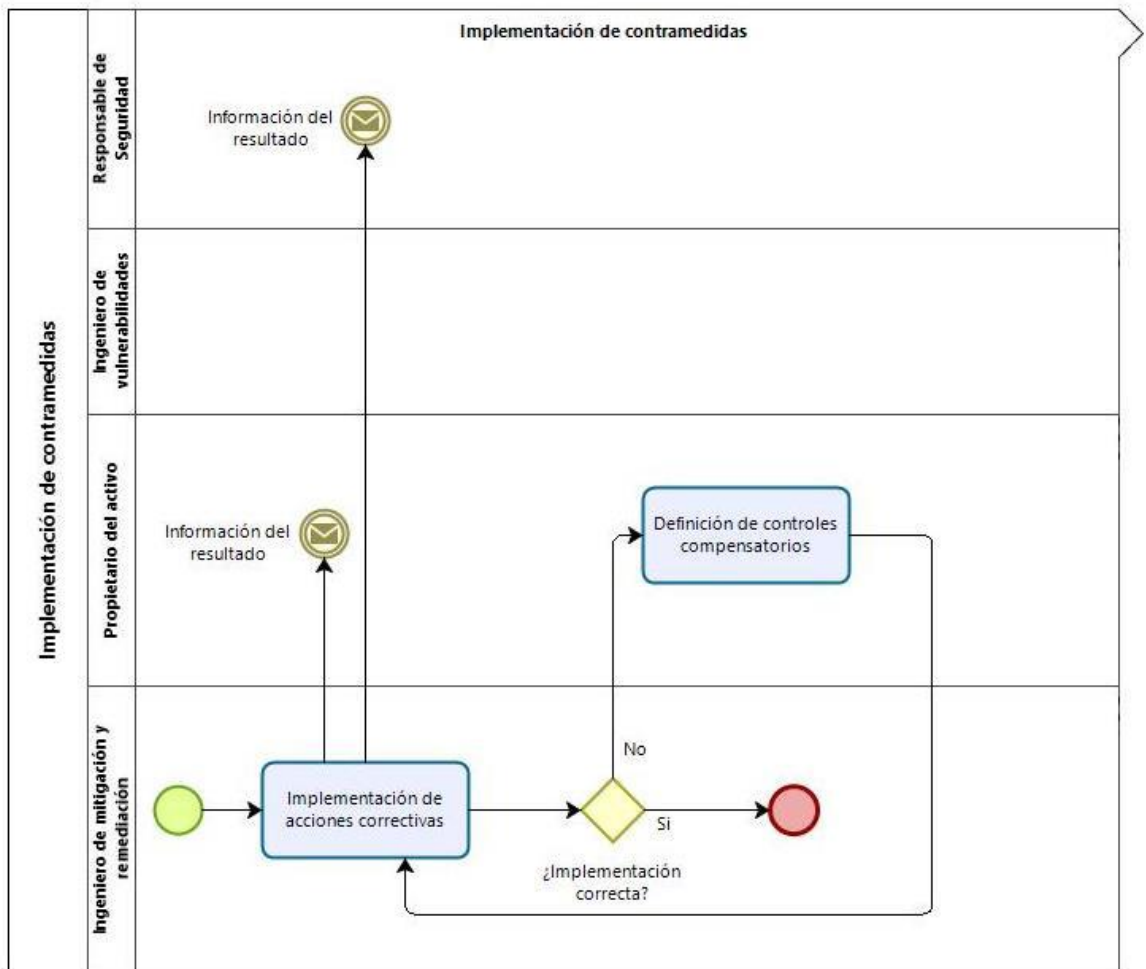 Implementación de contramedidas
Implementación de contramedidas
Responsable de
Seguridad
Información del
resultado
Ingeniero de
vulnerabilidades
Propietario del activo
Información del
resultado
Definición de controles
compensatorios
Ingeniero de mitigación y
remediación
Implementación de
acciones correctivas
No
Si
¿Implementación
correcta?